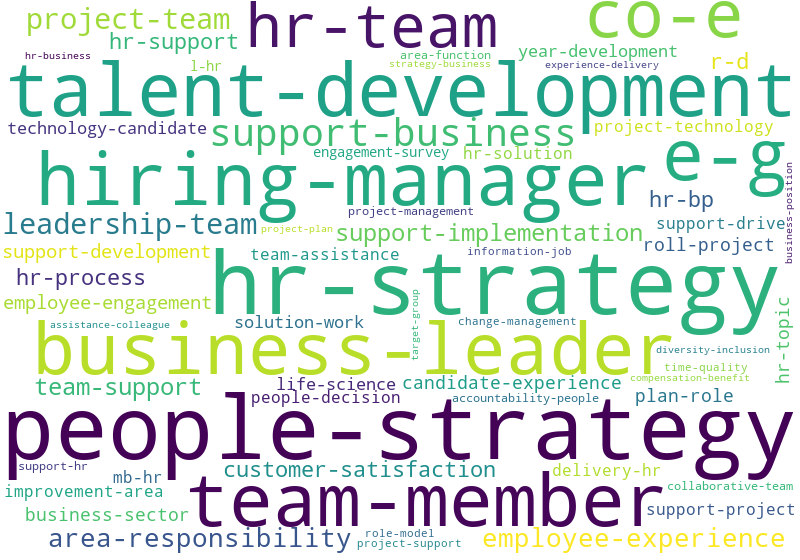 project-team
hr-team
co-e
hr-support
hr-business
l-hr
area-function
strategy-business
year-development
experience-delivery
r-d
talent-development
technology-candidate
support-business
project-technology
engagement-survey
hr-solution
hiring-manager
e-g
business-position
hr-bp
project-management
leadership-team
project-plan
support-implementation
support-drive
roll-project
support-development
team-assistance
information-job
hr-process
hr-strategy
employee-engagement
target-group
hr-topic
assistance-colleague
solution-work
change-management
business-leader
diversity-inclusion
time-quality
compensation-benefit
team-support
life-science
candidate-experience
people-decision
accountability-people
plan-role
people-strategy
support-hr
mb-hr
customer-satisfaction
delivery-hr
improvement-area
team-member
collaborative-team
business-sector
support-project
area-responsibility
role-model
project-support
employee-experience